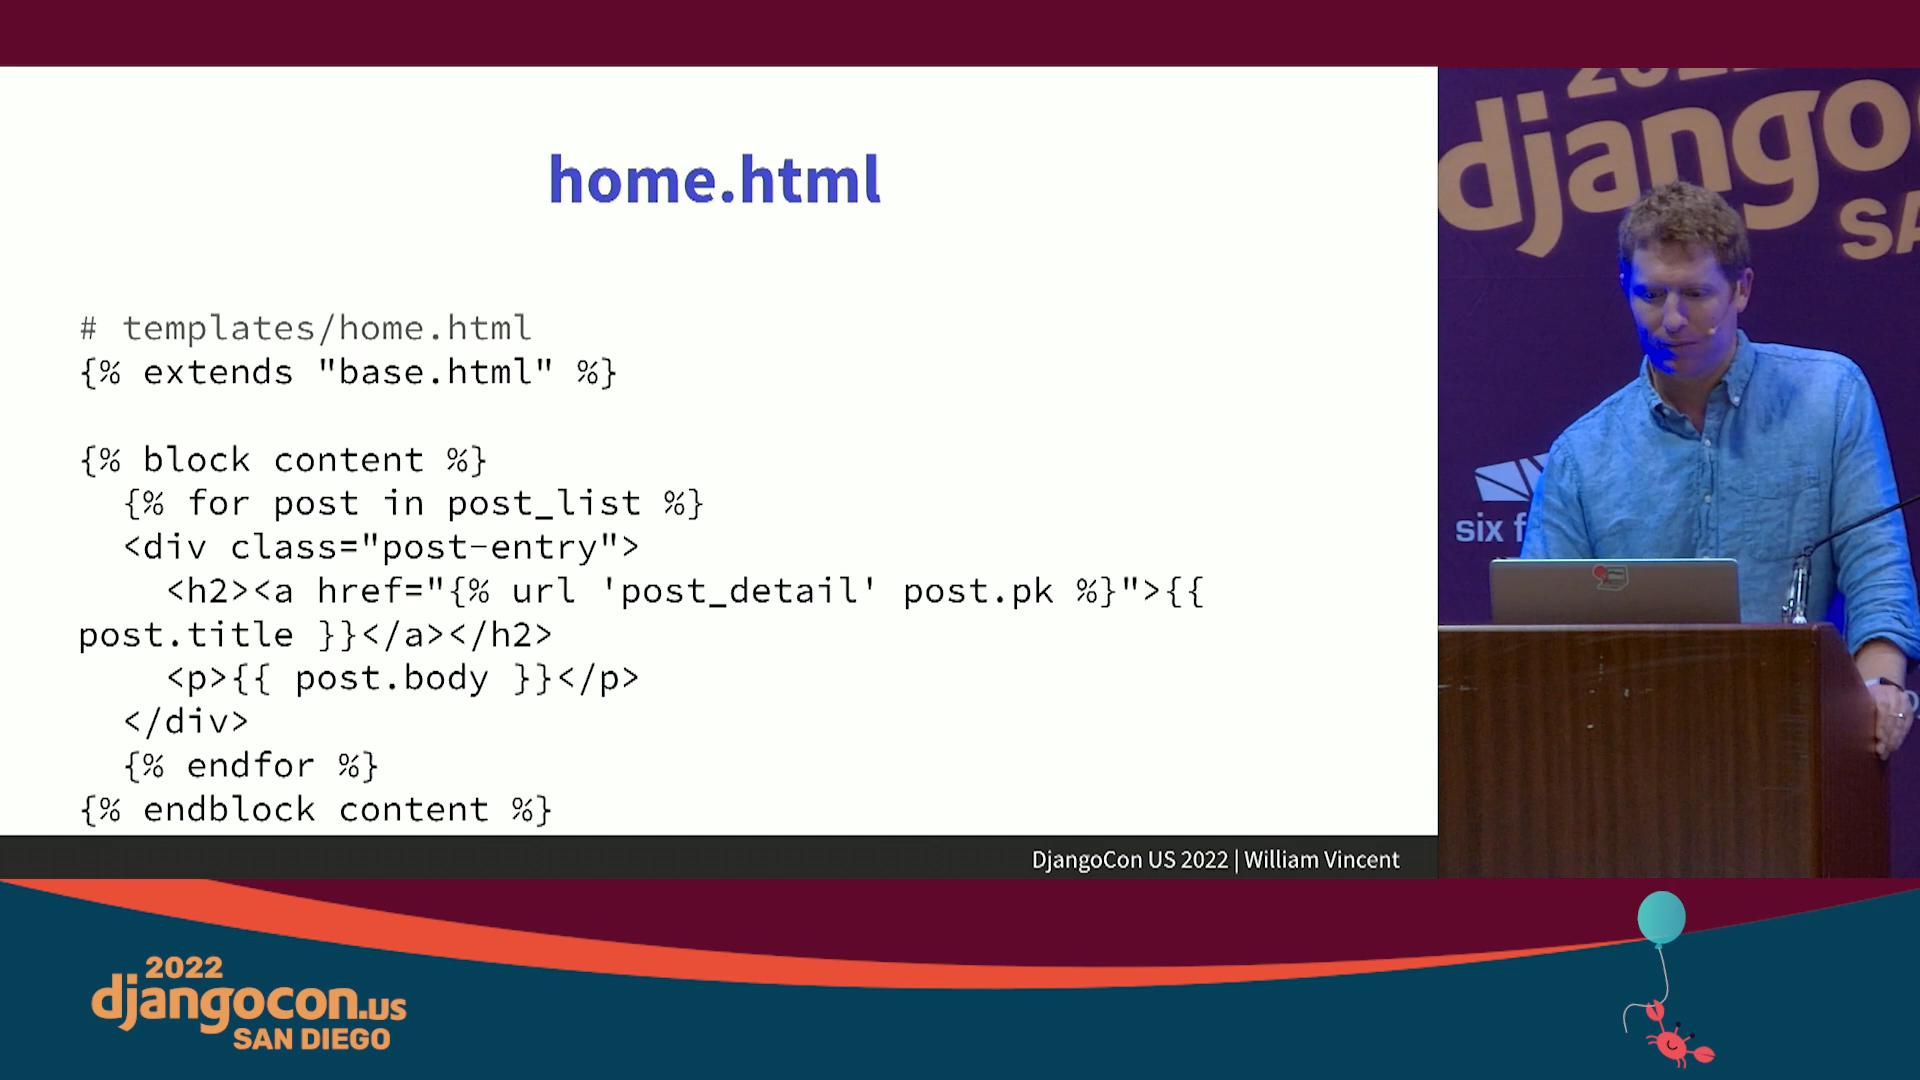 home.html
# templates/home.html
{% extends "base.html" %}
{% block content %}
  {% for post in post_list %}
  <div class="post-entry">
    <h2><a href="{% url 'post_detail' post.pk %}">{{
post.title }}</a></h2>
    <p>{{ post.body }}</p>
  </div>
  {% endfor %}
{% endblock content %}
DjangoCon US 2022 | William Vincent
2022
djangocon.us
SAN DIEGO
2022
django
SA
six f